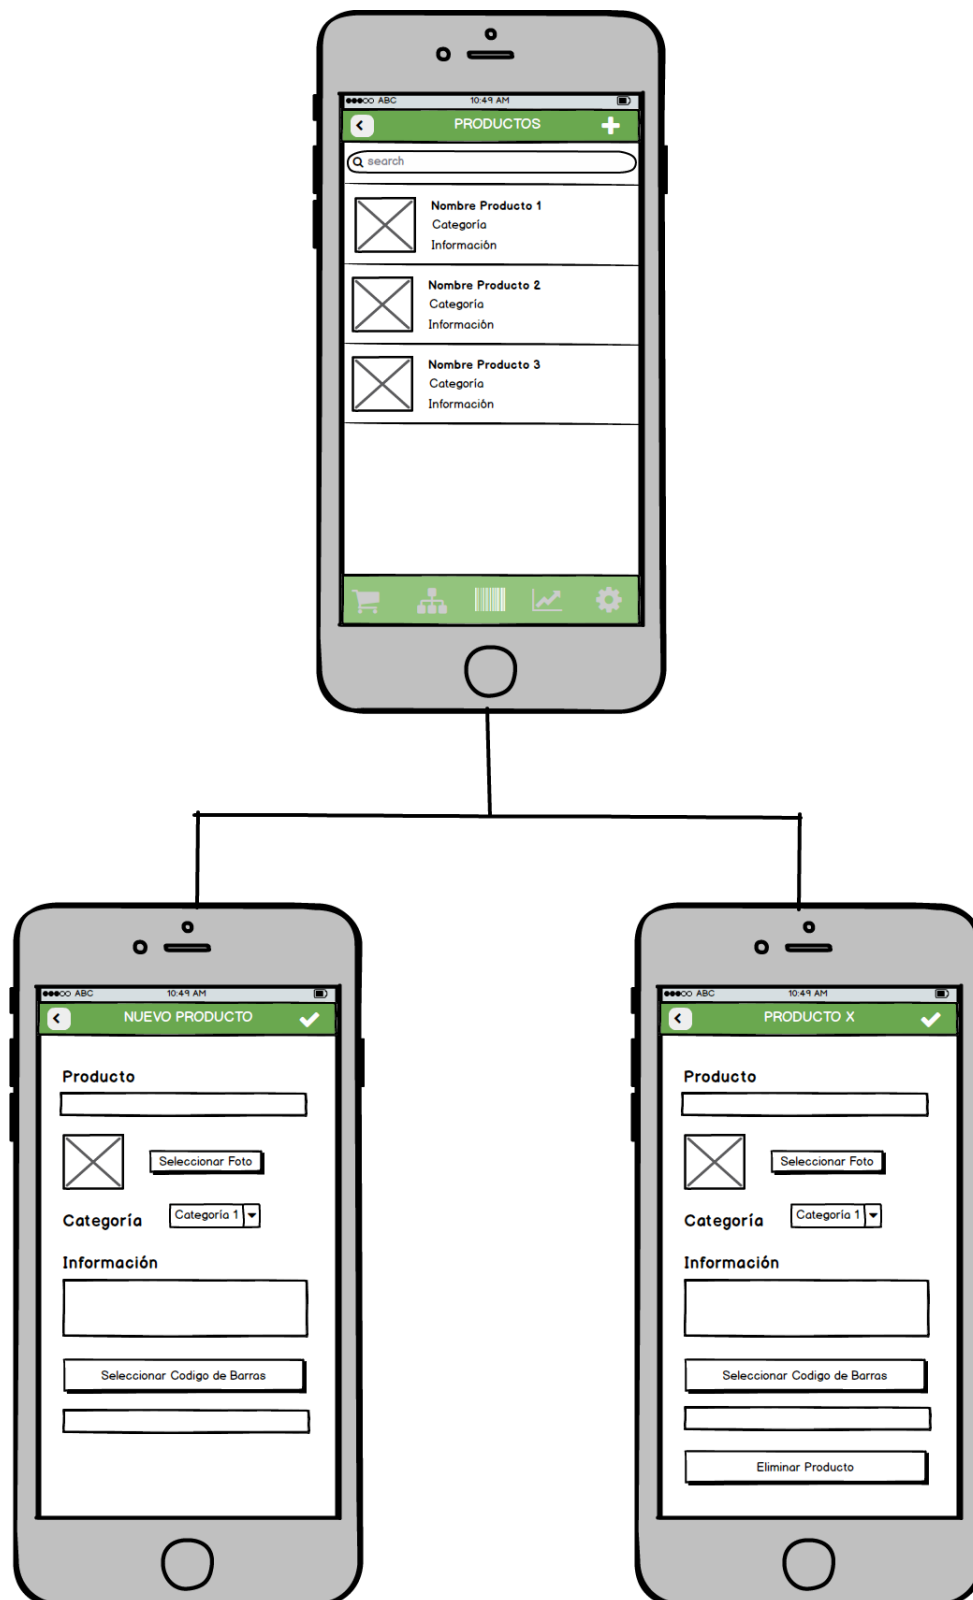 ABC 10:49 AM
PRODUCTOS
search
Nombre Producto 1
Categoría
Información
Nombre Producto 2
Categoría
Información
Nombre Producto 3
Categoría
Información
ABC 10:49 AM
NUEVO PRODUCTO
Producto
Seleccionar Foto
Categoría Categoría 1
Información
Seleccionar Codigo de Barras
ABC 10:49 AM
PRODUCTO X
Producto
Seleccionar Foto
Categoría Categoría 1
Información
Seleccionar Codigo de Barras
Eliminar Producto